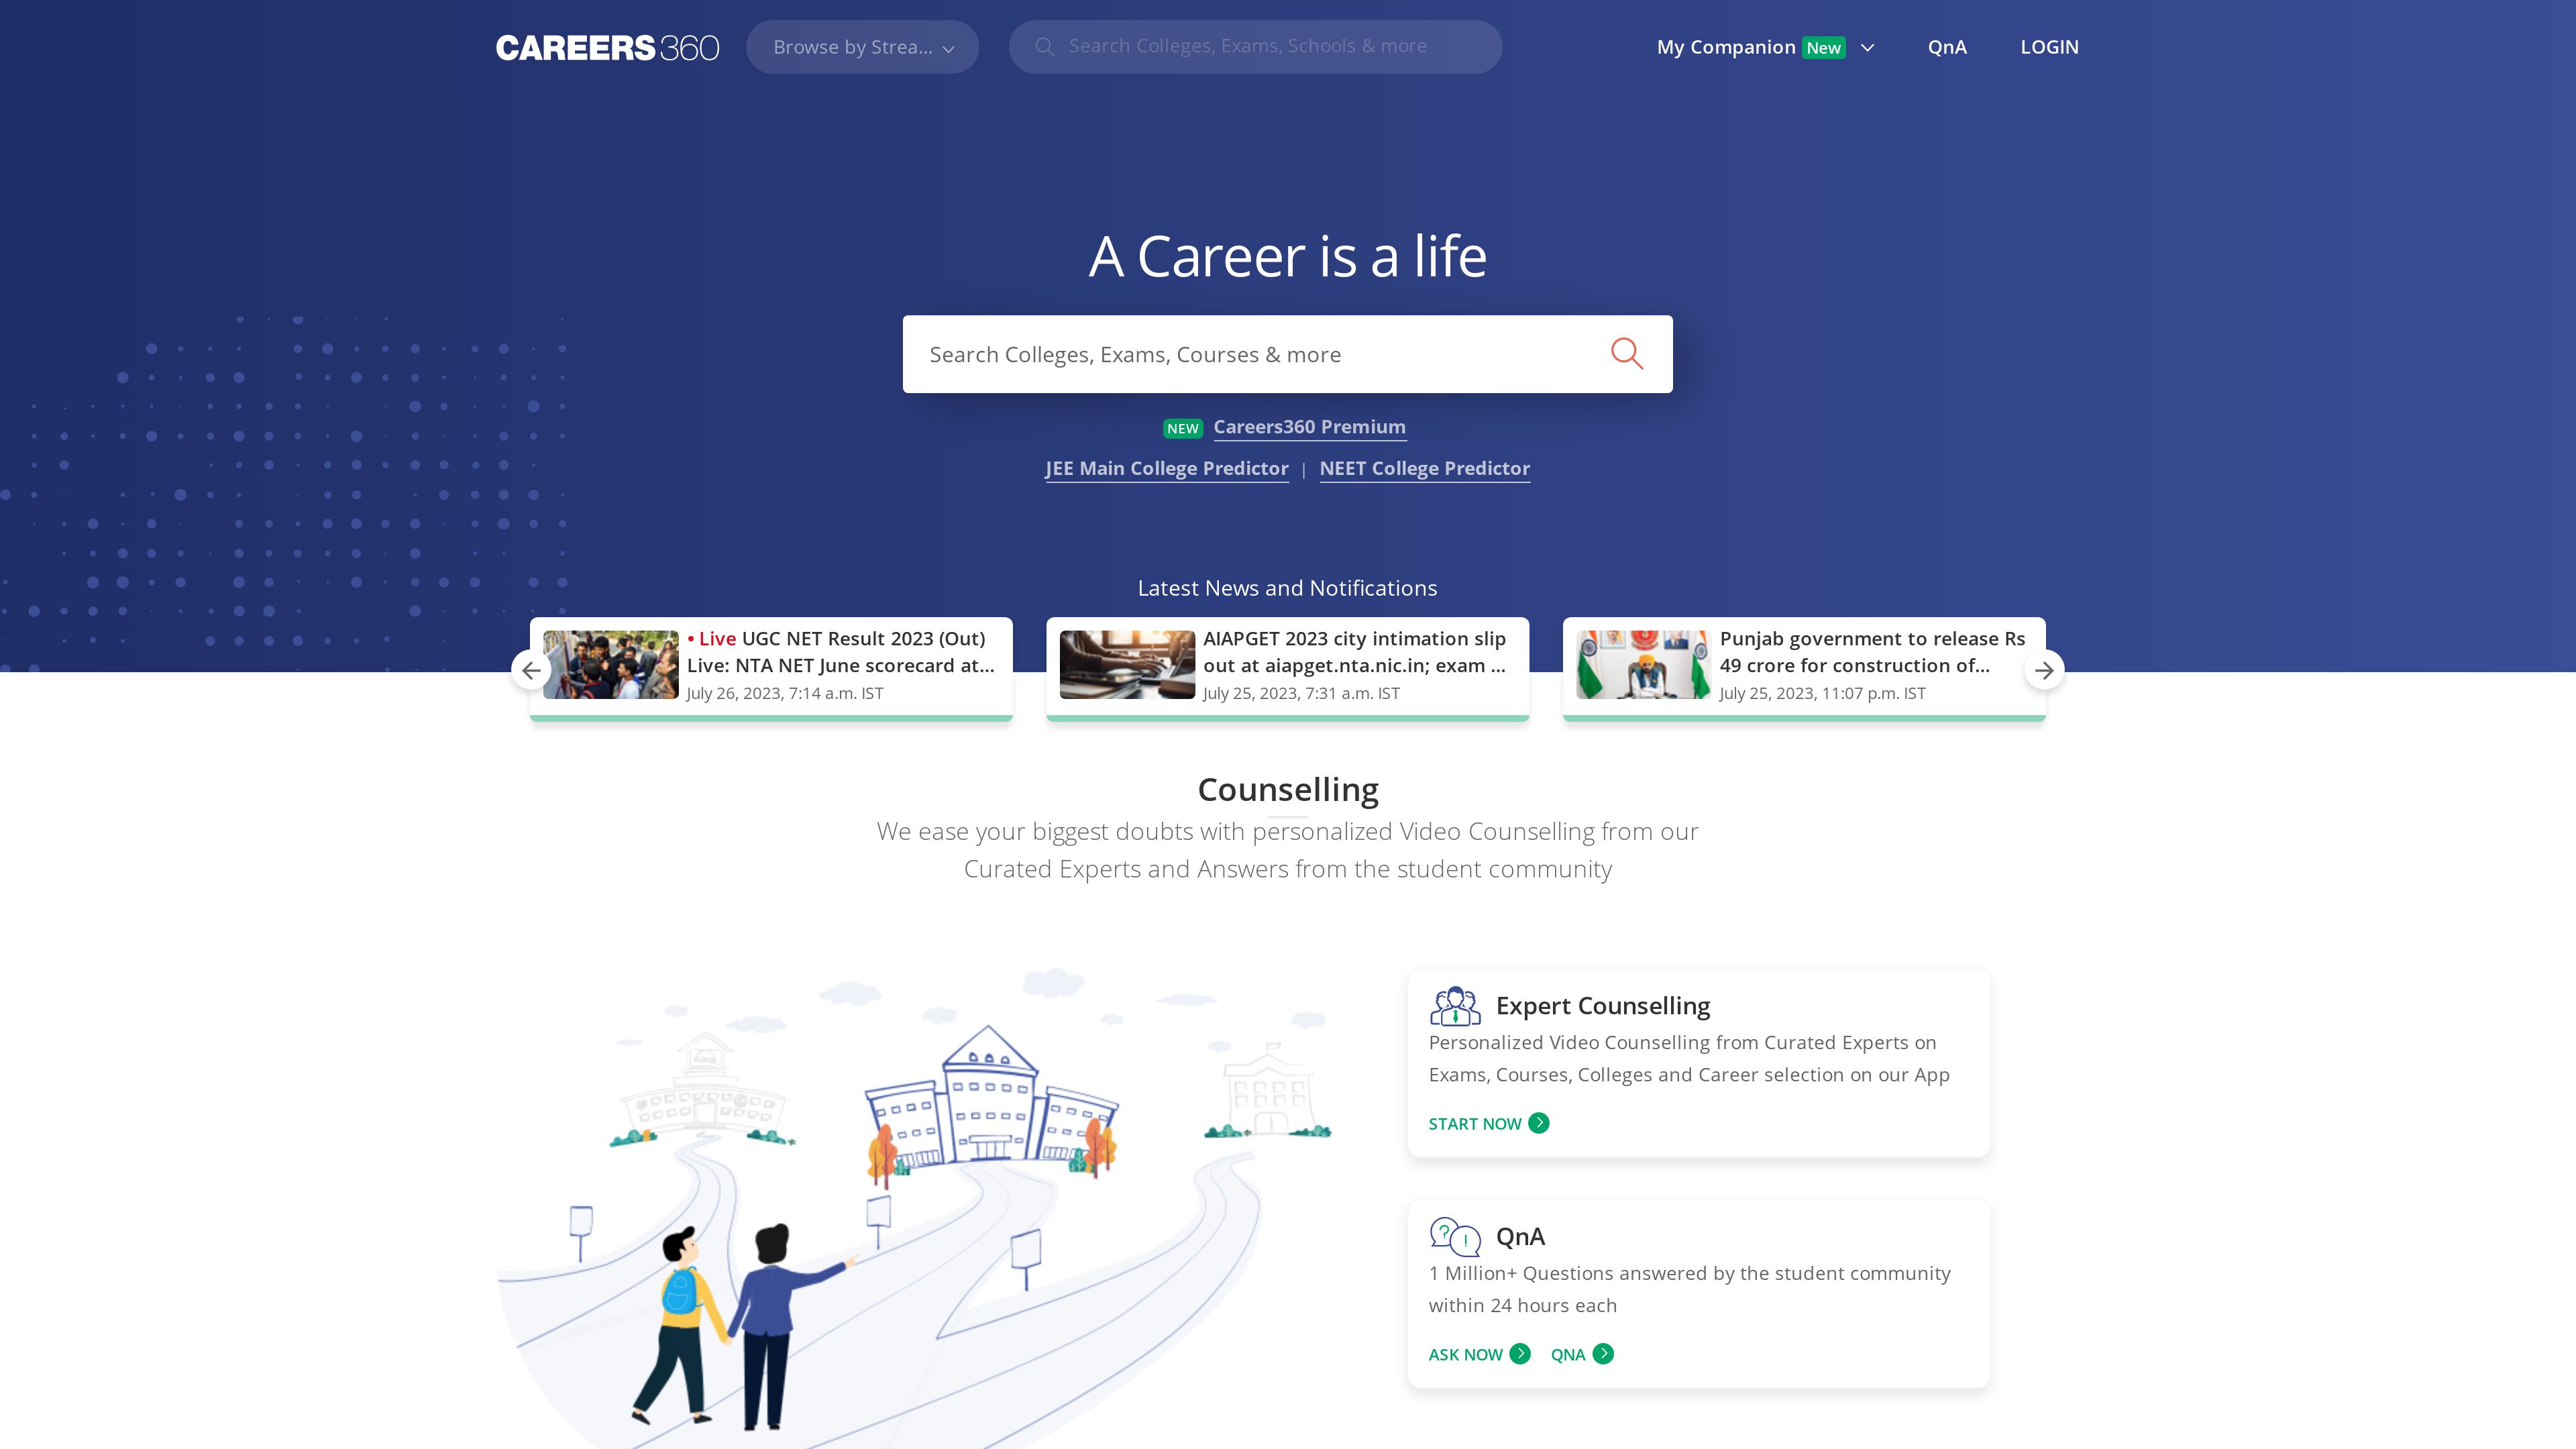 CAREERS360
Browse by Strea...
Search Colleges, Exams, Schools & more
My Companion New
QnA
LOGIN
A Career is a life
Search Colleges, Exams, Courses & more
NEW Careers360 Premium
JEE Main College Predictor | NEET College Predictor
Latest News and Notifications
• Live UGC NET Result 2023 (Out)
Live: NTA NET June scorecard at...
July 26, 2023, 7:14 a.m. IST
AIAPGET 2023 city intimation slip
out at aiapget.nta.nic.in; exam ...
July 25, 2023, 7:31 a.m. IST
Punjab government to release Rs
49 crore for construction of...
July 25, 2023, 11:07 p.m. IST
Counselling
We ease your biggest doubts with personalized Video Counselling from our
Curated Experts and Answers from the student community
Expert Counselling
Personalized Video Counselling from Curated Experts on
Exams, Courses, Colleges and Career selection on our App
START NOW
QnA
1 Million+ Questions answered by the student community
within 24 hours each
ASK NOW
QNA